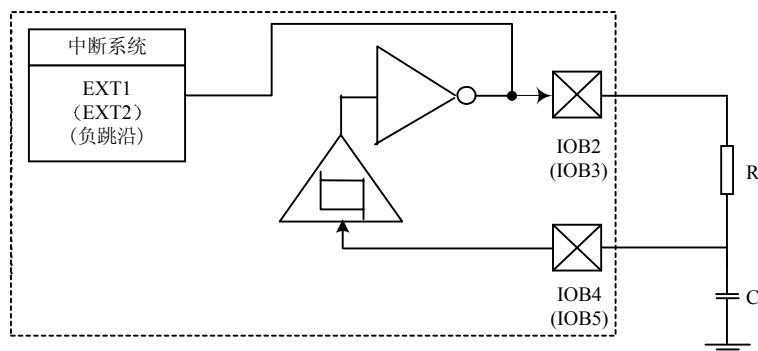 中断系统
EXT1
（EXT2）
(负跳沿)
IOB2
(IOB3)
R
IOB4
(IOB5)
C